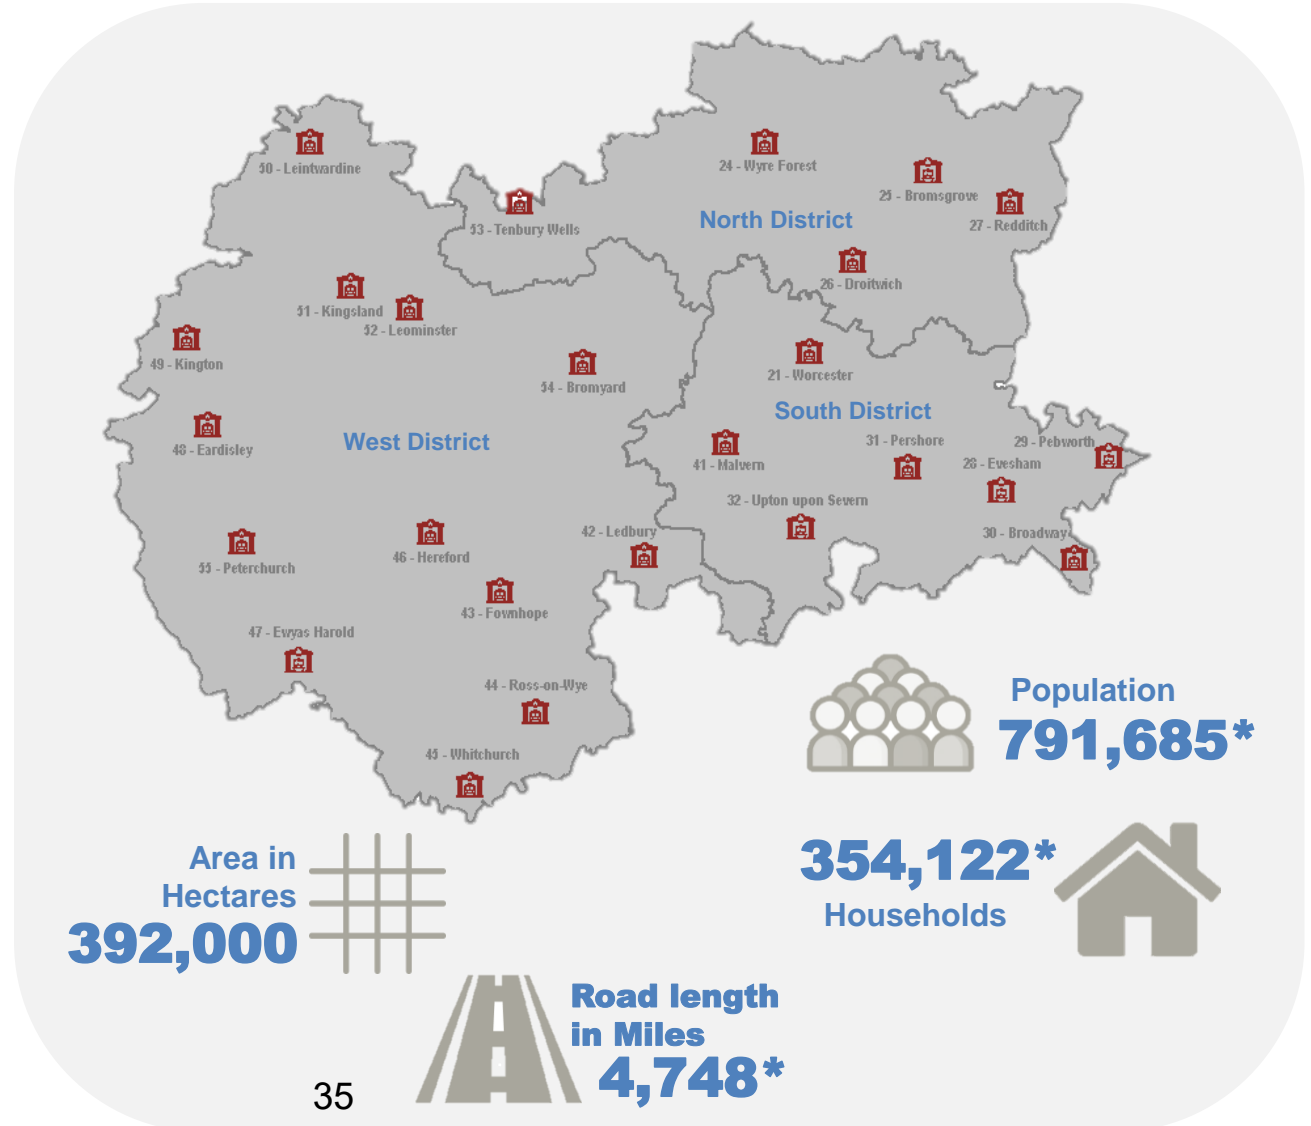 50 - Leintwardine
24 - Wyre Forest
25 - Bromsgrove
North District
27 - Redditch
53 - Tenbury Wells
26 - Droitwich
51 - Kingsland
52 - Leominster
49 - Kington
21 - Worcester
54 - Bromyard
South District
West District
48 - Eardisley
31 - Pershore
29 - Pebworth
41 - Malvern
28 - Evesham
32 - Upton upon Severn
42 - Ledbury
30 - Broadway
46 - Hereford
55 - Peterchurch
43 - Fownhope
47 - Ewyas Harold
44 - Ross-on-Wye
45 - Whitchurch
Population
791,685*
354,122*
Households
Area in
Hectares
392,000
Road length
in Miles
4,748*
35